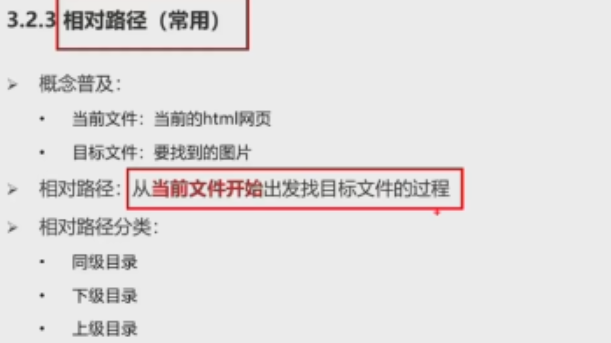 3.2.3 相对路径（常用）
➢ 概念普及：
• 当前文件：当前的html网页
• 目标文件：要找到的图片
➢ 相对路径：从当前文件开始出发找目标文件的过程
➢ 相对路径分类：
• 同级目录
• 下级目录
• 上级目录